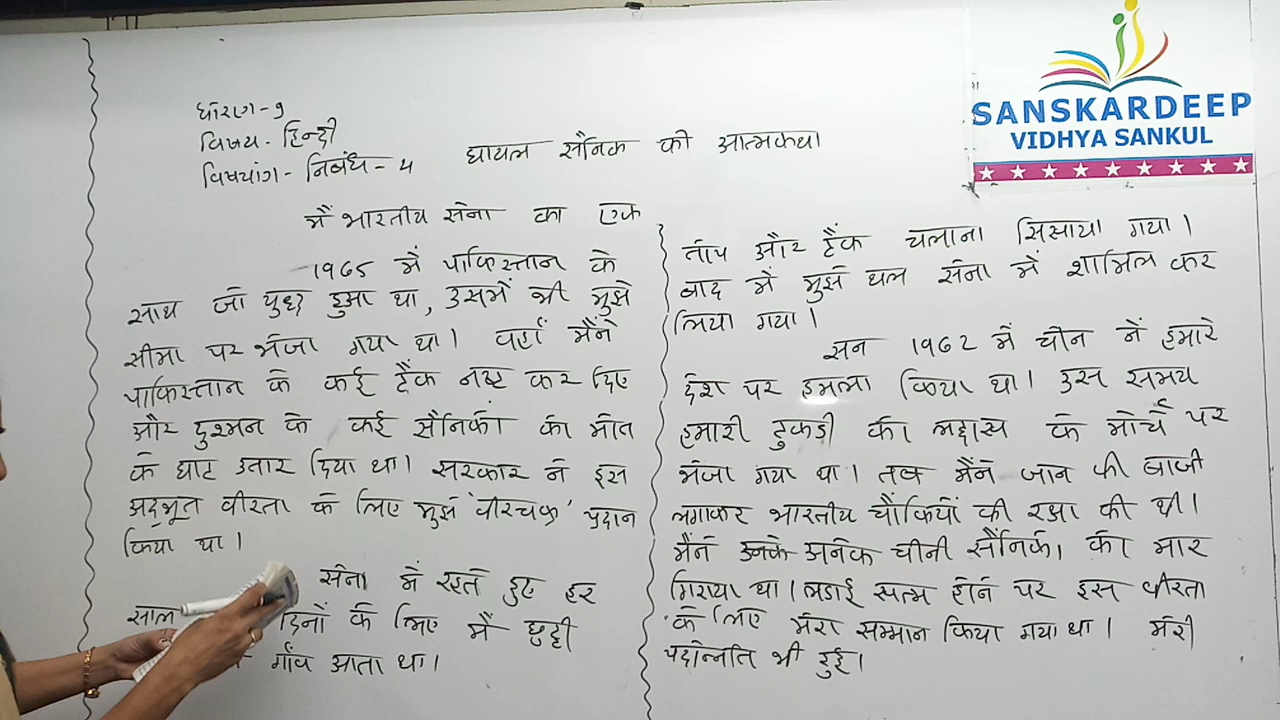 धोरण-9
विषय-हिन्दी
विषयांग-निबंध-4
घायल सैनिक की आत्मकथा
मैं भारतीय सेना का एक
1965 में पाकिस्तान के
साथ जो युद्ध हुआ था, उसमें भी मुझे
सीमा पर भेजा गया था। वहाँ मैंने
पाकिस्तान के कई टैंक नष्ट कर दिए
और दुश्मन के कई सैनिकों को मौत
के घाट उतार दिया था। सरकार ने इस
अदभूत वीरता के लिए मुझे 'वीरचक्र' प्रदान
किया था।
सेना में रहते हुए हर
साल दिनों के लिए मैं छुट्टी
गाँव आता था।
तोप और टैंक चलाना सिखाया गया।
बाद में मुझे थल सेना में शामिल कर
लिया गया।
सन 1962 में चीन ने हमारे
देश पर हमला किया था। उस समय
हमारी टुकडी को लद्दाख के मोर्चे पर
भेजा गया था। तब मैंने जान की बाजी
लगाकर भारतीय चौकियों की रक्षा की थी।
मैंने उनके अनेक चीनी सैनिकों को मार
गिराया था। लडाई खत्म होने पर इस वीरता
के लिए मेरा सम्मान किया गया था। मेरी
पदोन्नति भी हुई।
SANSKARDEEP
VIDHYA SANKUL